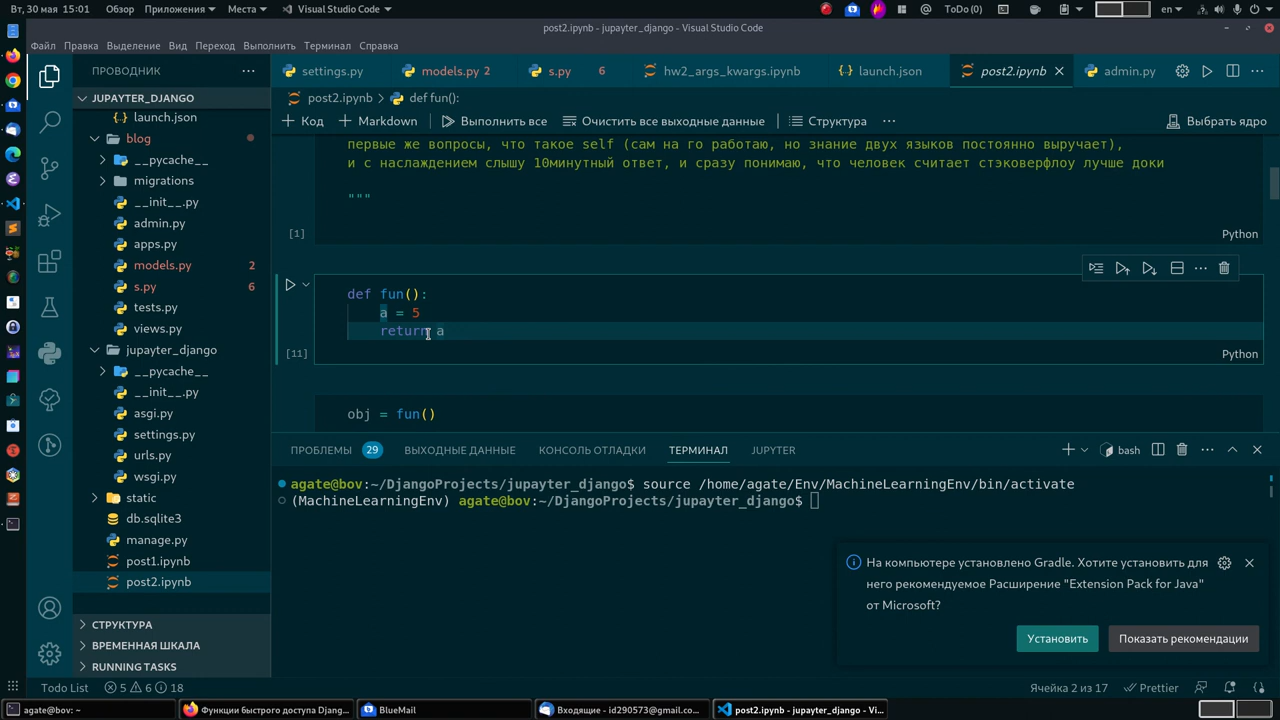 Вт, 30 мая 15:01
Обзор
Приложения
Места
Visual Studio Code
ToDo(0)
en
post2.ipynb - jupayter_django - Visual Studio Code
Файл
Правка
Выделение
Вид
Переход
Выполнить
Терминал
Справка
ПРОВОДНИК
settings.py
models.py 2
s.py 6
hw2_args_kwargs.ipynb
launch.json
post2.ipynb
admin.py
JUPAYTER_DJANGO
post2.ipynb > def fun():
launch.json
+ Код
+ Markdown
Выполнить все
Очистить все выходные данные
Структура
Выбрать ядро
blog
__pycache__
migrations
__init__.py
admin.py
apps.py
models.py 2
s.py 6
tests.py
views.py
jupayter_django
__pycache__
__init__.py
asgi.py
settings.py
urls.py
wsgi.py
static
db.sqlite3
manage.py
post1.ipynb
post2.ipynb
СТРУКТУРА
ВРЕМЕННАЯ ШКАЛА
RUNNING TASKS
первые же вопросы, что такое self (сам на го работаю, но знание двух языков постоянно выручает),
и с наслаждением слышу 10минутный ответ, и сразу понимаю, что человек считает стэковерфлоу лучше доки
"""
[1]
Python
def fun():
a = 5
return a
[11]
Python
obj = fun()
ПРОБЛЕМЫ 29
ВЫХОДНЫЕ ДАННЫЕ
КОНСОЛЬ ОТЛАДКИ
ТЕРМИНАЛ
JUPYTER
bash
agate@bov:~/DjangoProjects/jupayter_django$ source /home/agate/Env/MachineLearningEnv/bin/activate
(MachineLearningEnv) agate@bov:~/DjangoProjects/jupayter_django$
На компьютере установлено Gradle. Хотите установить для
него рекомендуемое Расширение "Extension Pack for Java"
от Microsoft?
Установить
Показать рекомендации
Todo List
5
6
18
Ячейка 2 из 17
Prettier
agate@bov: ~
Функции быстрого доступа Djang...
BlueMail
Входящие - id290573@gmail.co...
post2.ipynb - jupayter_django - Vi...